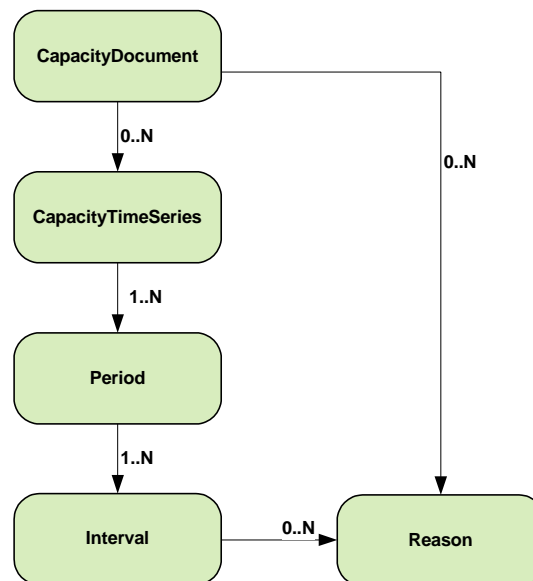 CapacityDocument
0..N
0..N
CapacityTimeSeries
1..N
Period
1..N
Interval
0..N
Reason